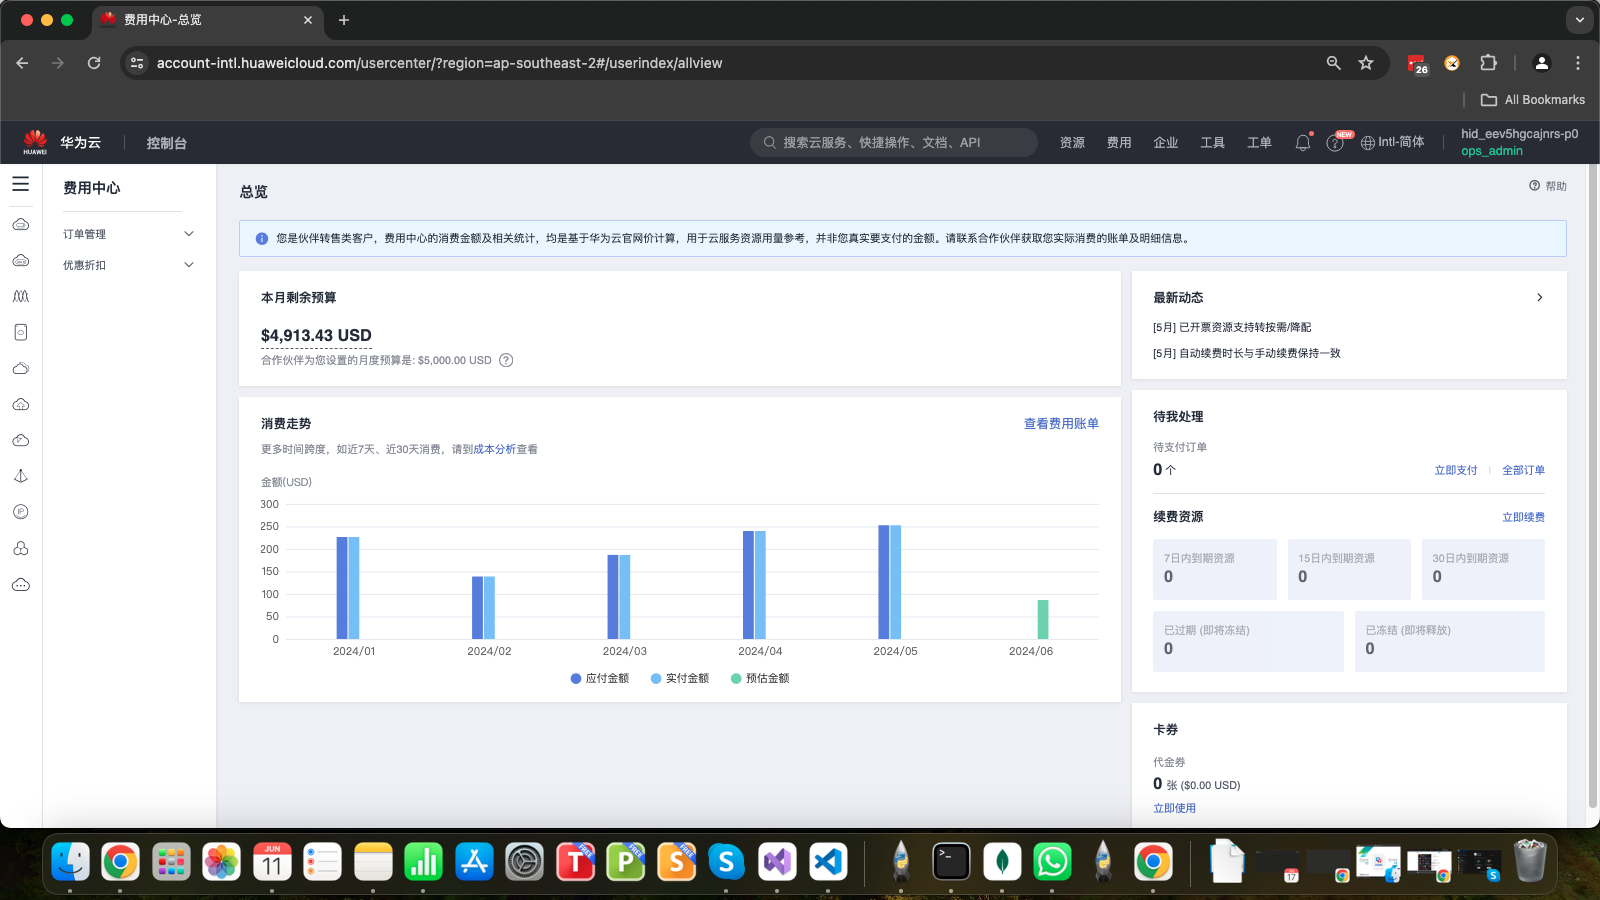 费用中心-总览
account-intl.huaweicloud.com/usercenter/?region=ap-southeast-2#/userindex/allview
26
All Bookmarks
HUAWEI
华为云
控制台
搜索云服务、快捷操作、文档、API
资源
费用
企业
工具
工单
NEW
Intl-简体
hid_eev5hgcajnrs-p0
ops_admin
费用中心
订单管理
优惠折扣
IP
总览
帮助
您是伙伴转售类客户，费用中心的消费金额及相关统计，均是基于华为云官网价计算，用于云服务资源用量参考，并非您真实要支付的金额。请联系合作伙伴获取您实际消费的账单及明细信息。
本月剩余预算
$4,913.43 USD
合作伙伴为您设置的月度预算是: $5,000.00 USD
消费走势
查看费用账单
更多时间跨度，如近7天、近30天消费，请到成本分析查看
金额(USD)
300
250
200
150
100
50
0
2024/01
2024/02
2024/03
2024/04
2024/05
2024/06
应付金额
实付金额
预估金额
最新动态
[5月] 已开票资源支持转按需/降配
[5月] 自动续费时长与手动续费保持一致
待我处理
待支付订单
0 个
立即支付
全部订单
续费资源
立即续费
7日内到期资源
0
15日内到期资源
0
30日内到期资源
0
已过期 (即将冻结)
0
已冻结 (即将释放)
0
卡券
代金券
0 张 ($0.00 USD)
立即使用
JUN
11
T
FREE
P
FREE
S
FREE
S
>_
17
S